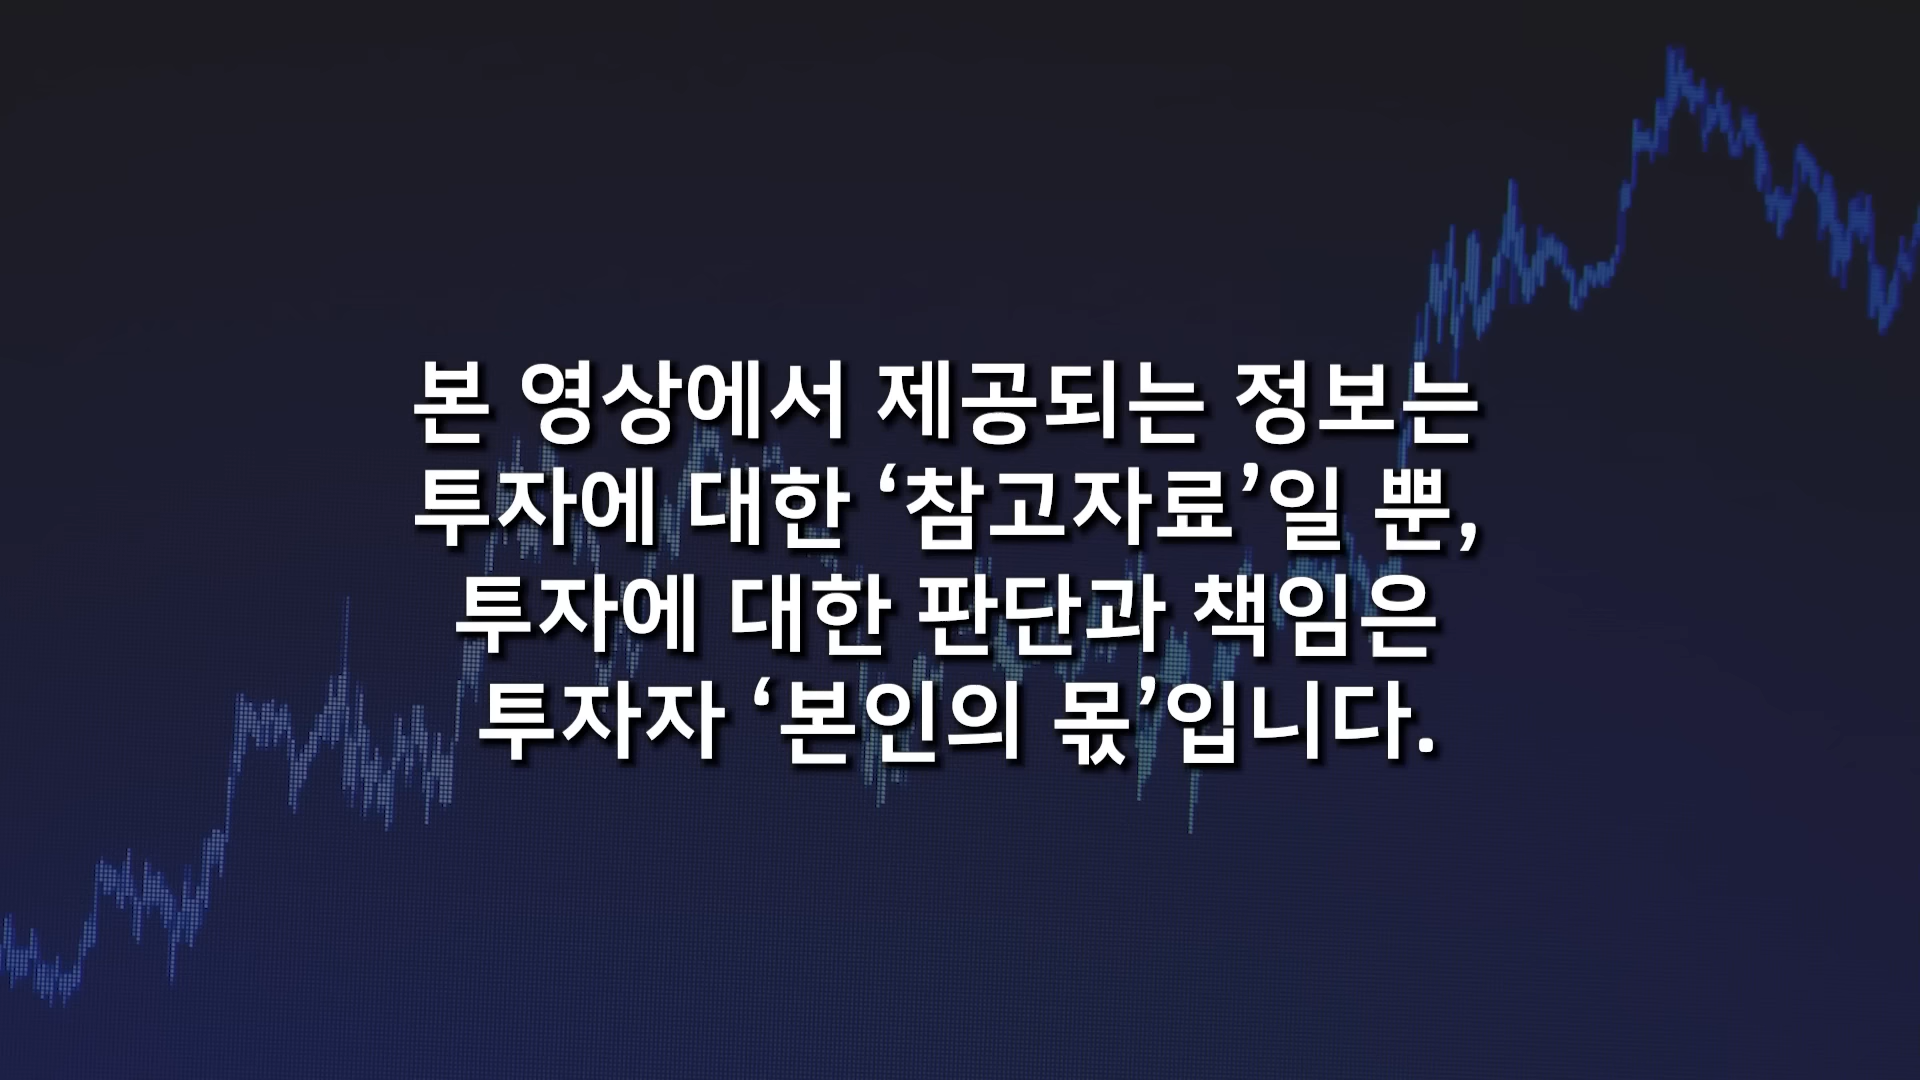 본 영상에서 제공되는 정보는
투자에 대한 ‘참고자료’일 뿐,
투자에 대한 판단과 책임은
투자자 ‘본인의 몫’입니다.